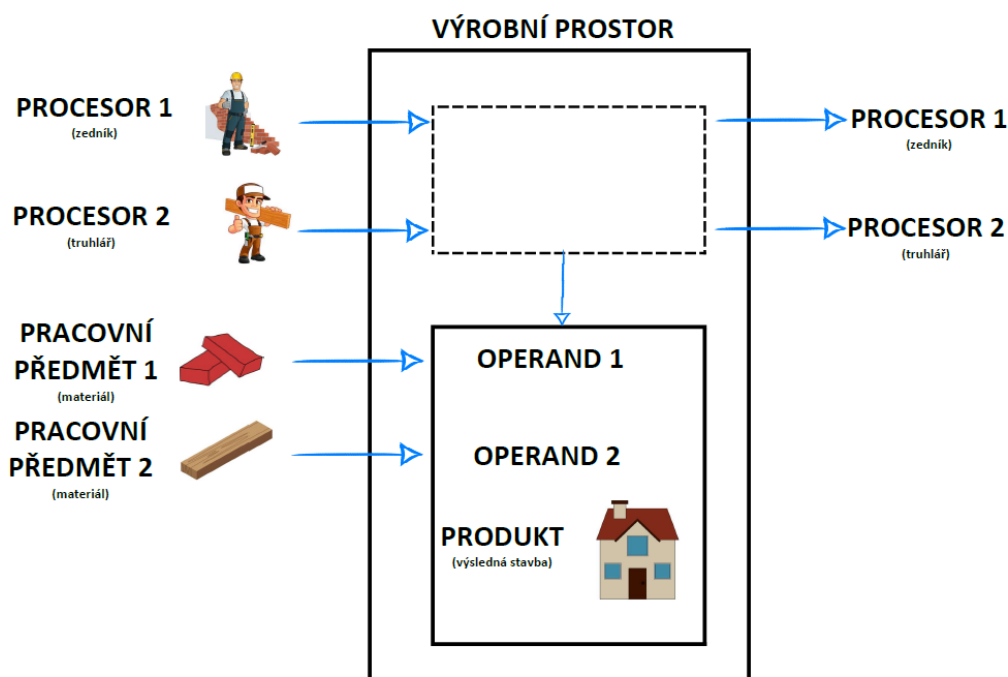 VÝROBNÍ PROSTOR
PROCESOR 1
(zedník)
PROCESOR 1
(zedník)
PROCESOR 2
(truhlář)
PROCESOR 2
(truhlář)
PRACOVNÍ
PŘEDMĚT 1
(materiál)
OPERAND 1
PRACOVNÍ
PŘEDMĚT 2
(materiál)
OPERAND 2
PRODUKT
(výsledná stavba)